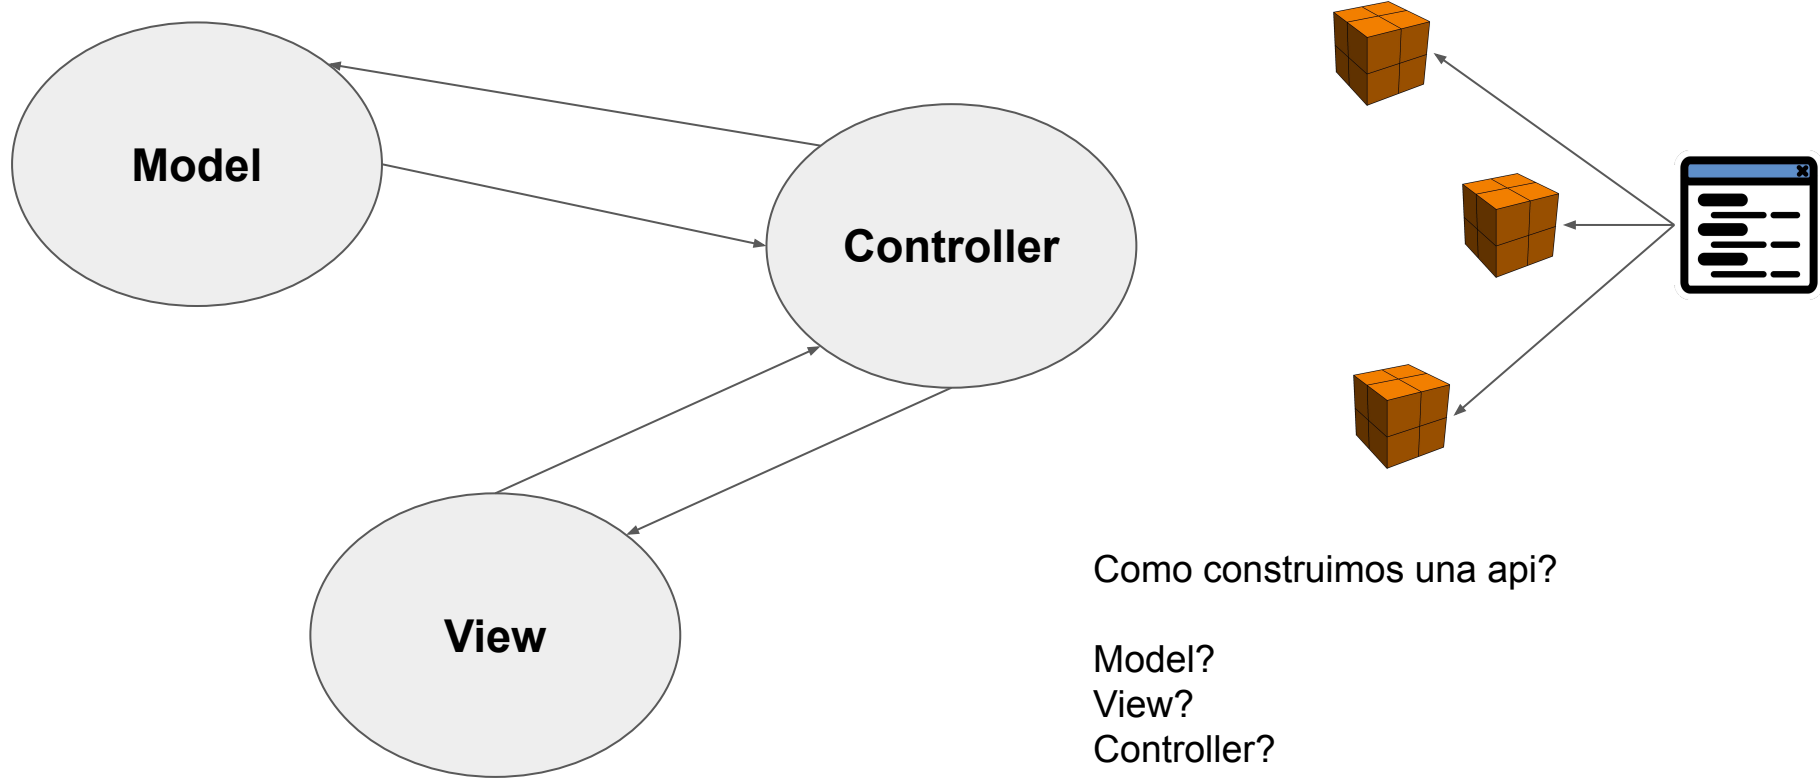 Model
Controller
View
Como construimos una api?
Model?
View?
Controller?